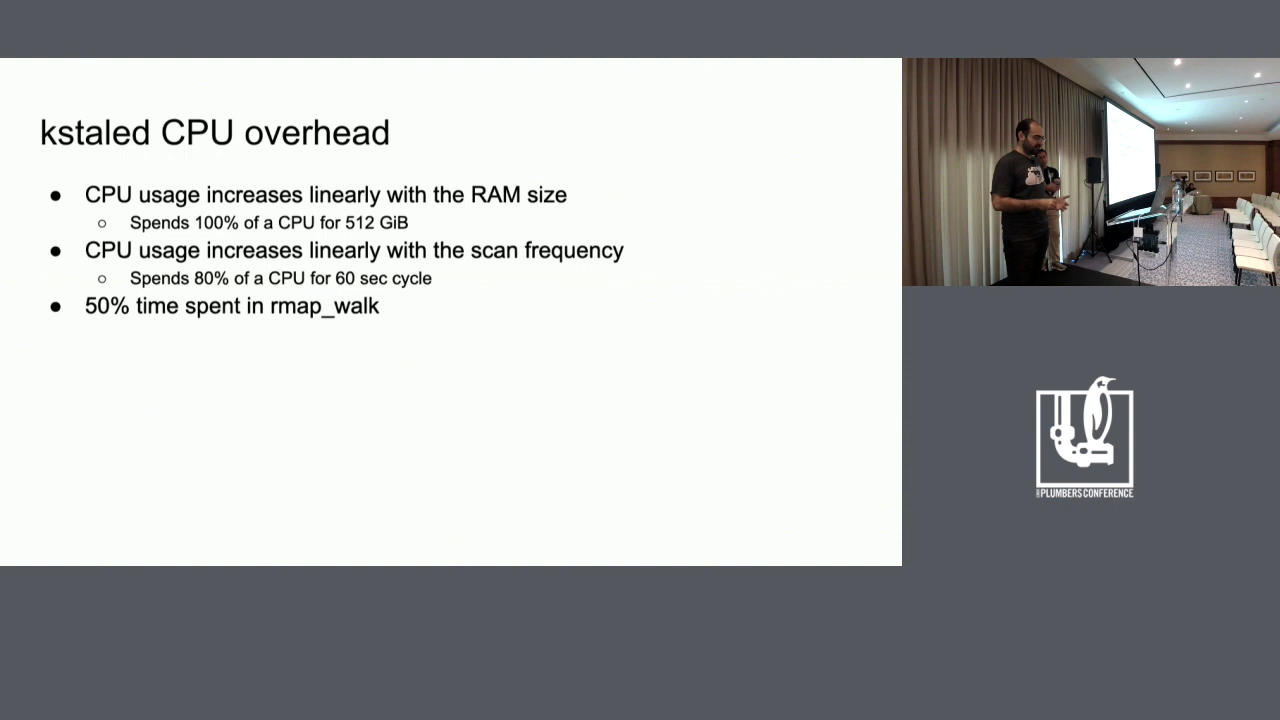 kstaled CPU overhead
● CPU usage increases linearly with the RAM size
○ Spends 100% of a CPU for 512 GiB
● CPU usage increases linearly with the scan frequency
○ Spends 80% of a CPU for 60 sec cycle
● 50% time spent in rmap_walk
PLUMBERS CONFERENCE